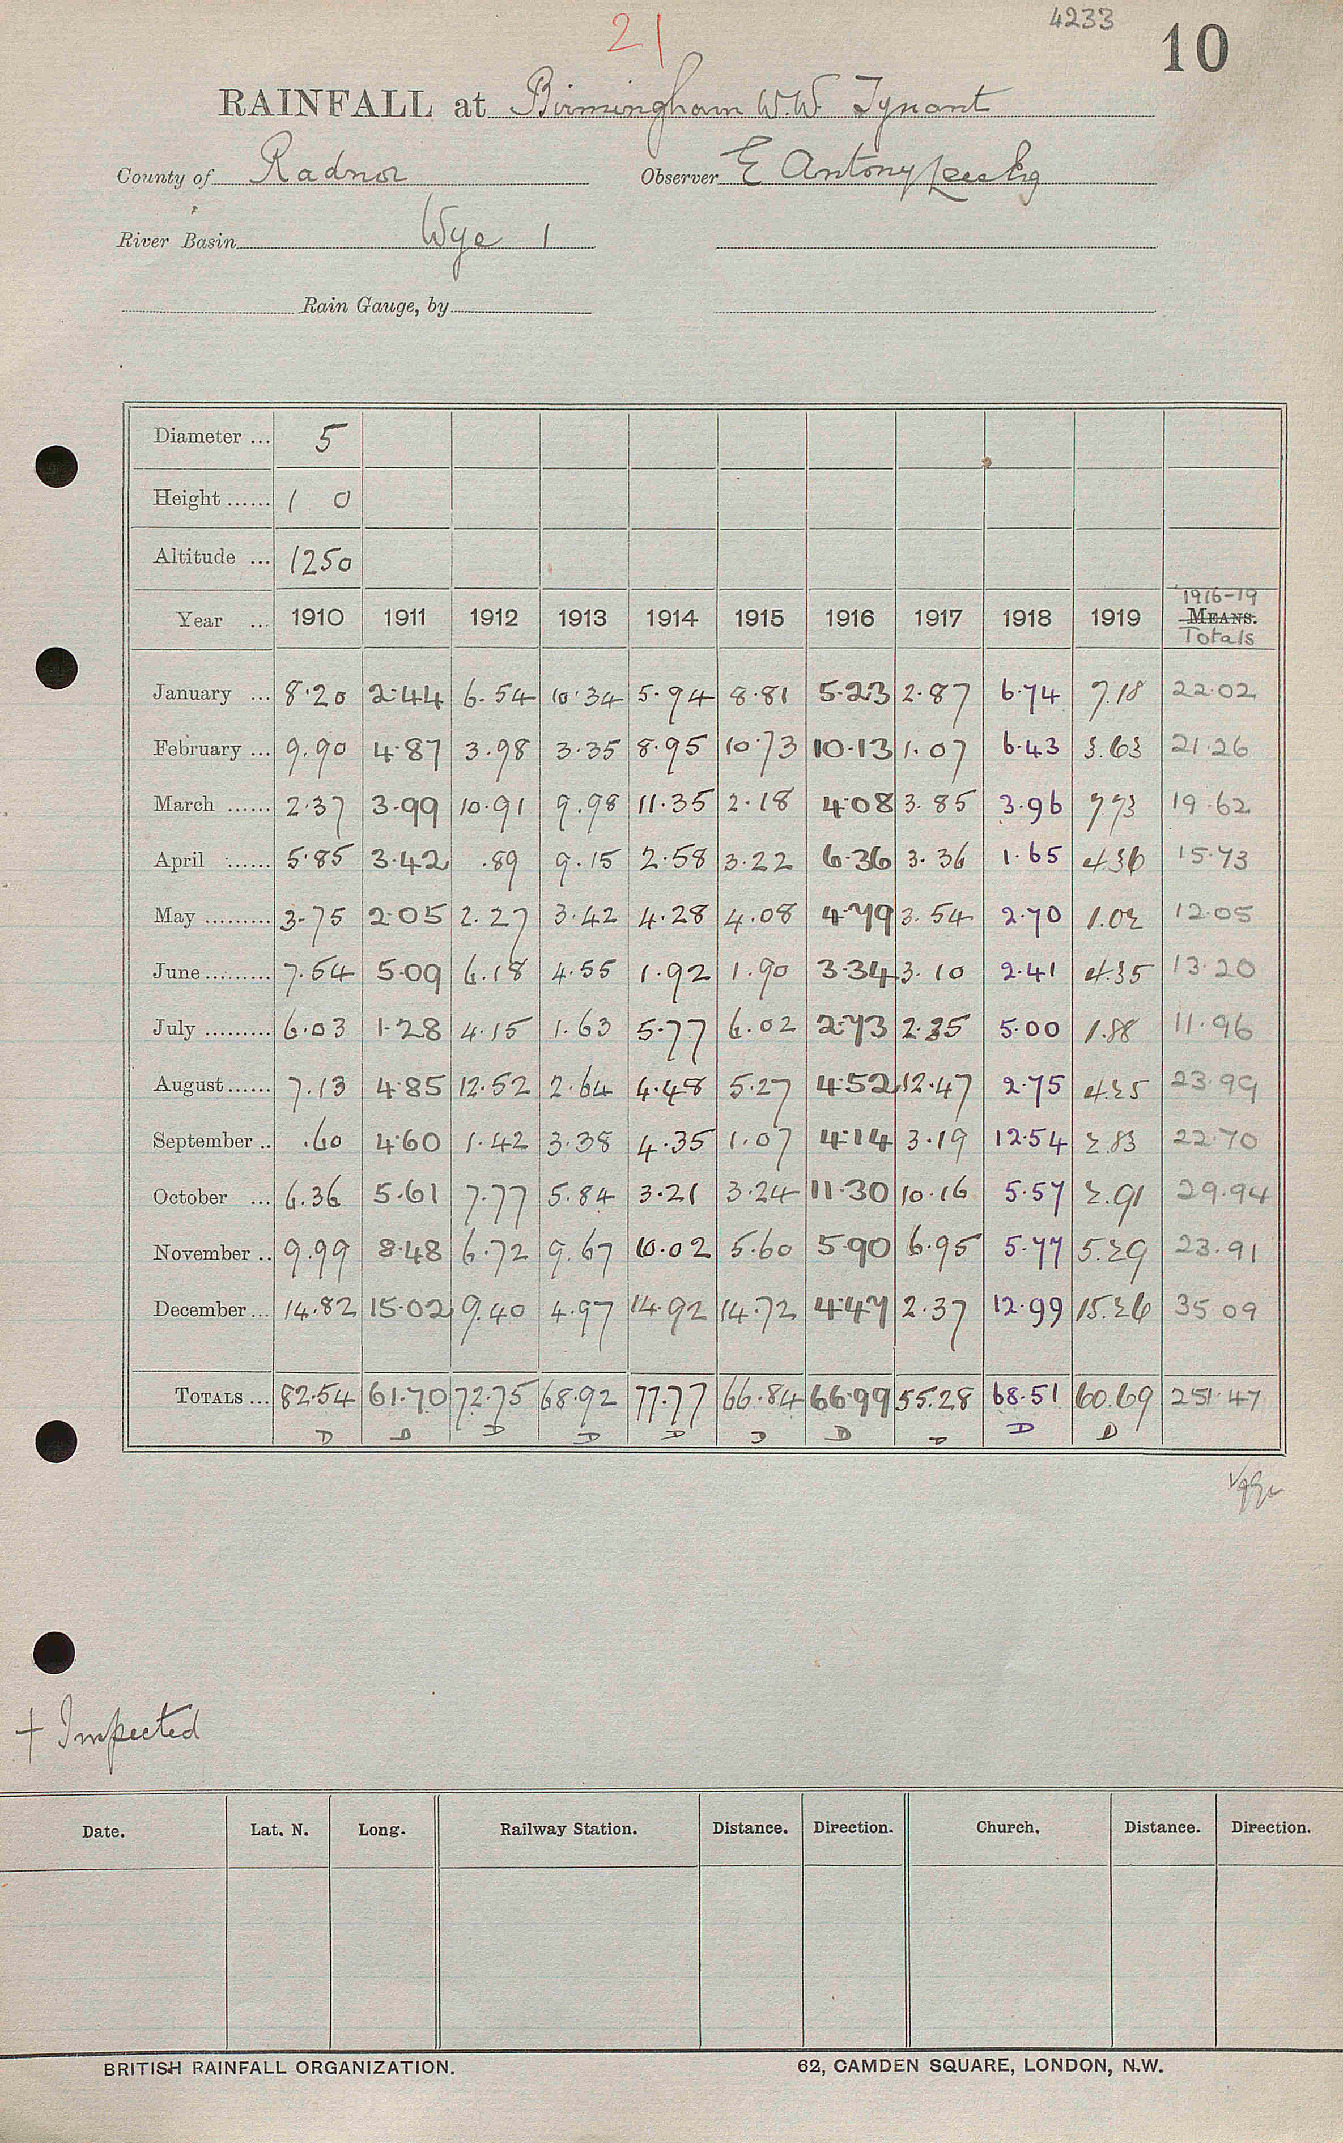 21
4233
10
RAINFALL at Birmingham W.W. Tynant
County of Radnor Observer E Antony Lees Esq
River Basin Wye 1
Rain Gauge, by
Diameter ... 5
Height ...... 1 0
Altitude ... 1250
1916-19
Year ... 1910 1911 1912 1913 1914 1915 1916 1917 1918 1919 MEANS.
Totals
January ... 8.20 2.44 6.54 10.34 5.94 8.81 5.23 2.87 6.74 7.18 22.02
February ... 9.90 4.87 3.98 3.35 8.95 10.73 10.13 1.07 6.43 3.63 21.26
March ...... 2.37 3.99 10.91 9.98 11.35 2.18 4.08 3.85 3.96 7.73 19.62
April ...... 5.85 3.42 .89 9.15 2.58 3.22 6.36 3.36 1.65 4.36 15.73
May ......... 3.75 2.05 2.27 3.42 4.28 4.08 4.79 3.54 2.70 1.02 12.05
June ......... 7.54 5.09 6.18 4.55 1.92 1.90 3.34 3.10 2.41 4.35 13.20
July ......... 6.03 1.28 4.15 1.63 5.77 6.02 2.73 2.35 5.00 1.88 11.96
August ...... 7.13 4.85 12.52 2.64 4.48 5.27 4.52 12.47 2.75 4.25 23.99
September .. .60 4.60 1.42 3.38 4.35 1.07 4.14 3.19 12.54 2.83 22.70
October ... 6.36 5.61 7.77 5.84 3.21 3.24 11.30 10.16 5.57 2.91 29.94
November .. 9.99 8.48 6.72 9.67 10.02 5.60 5.90 6.95 5.77 5.29 23.91
December ... 14.82 15.02 9.40 4.97 14.92 14.72 4.47 2.37 12.99 15.26 35 09
TOTALS ... 82.54 61.70 72.75 68.92 77.77 66.84 66.99 55.28 68.51 60.69 251.47
D D D D D D D D D D
+ Inspected
Date. Lat. N. Long. Railway Station. Distance. Direction. Church. Distance. Direction.
BRITISH RAINFALL ORGANIZATION. 62, CAMDEN SQUARE, LONDON, N.W.